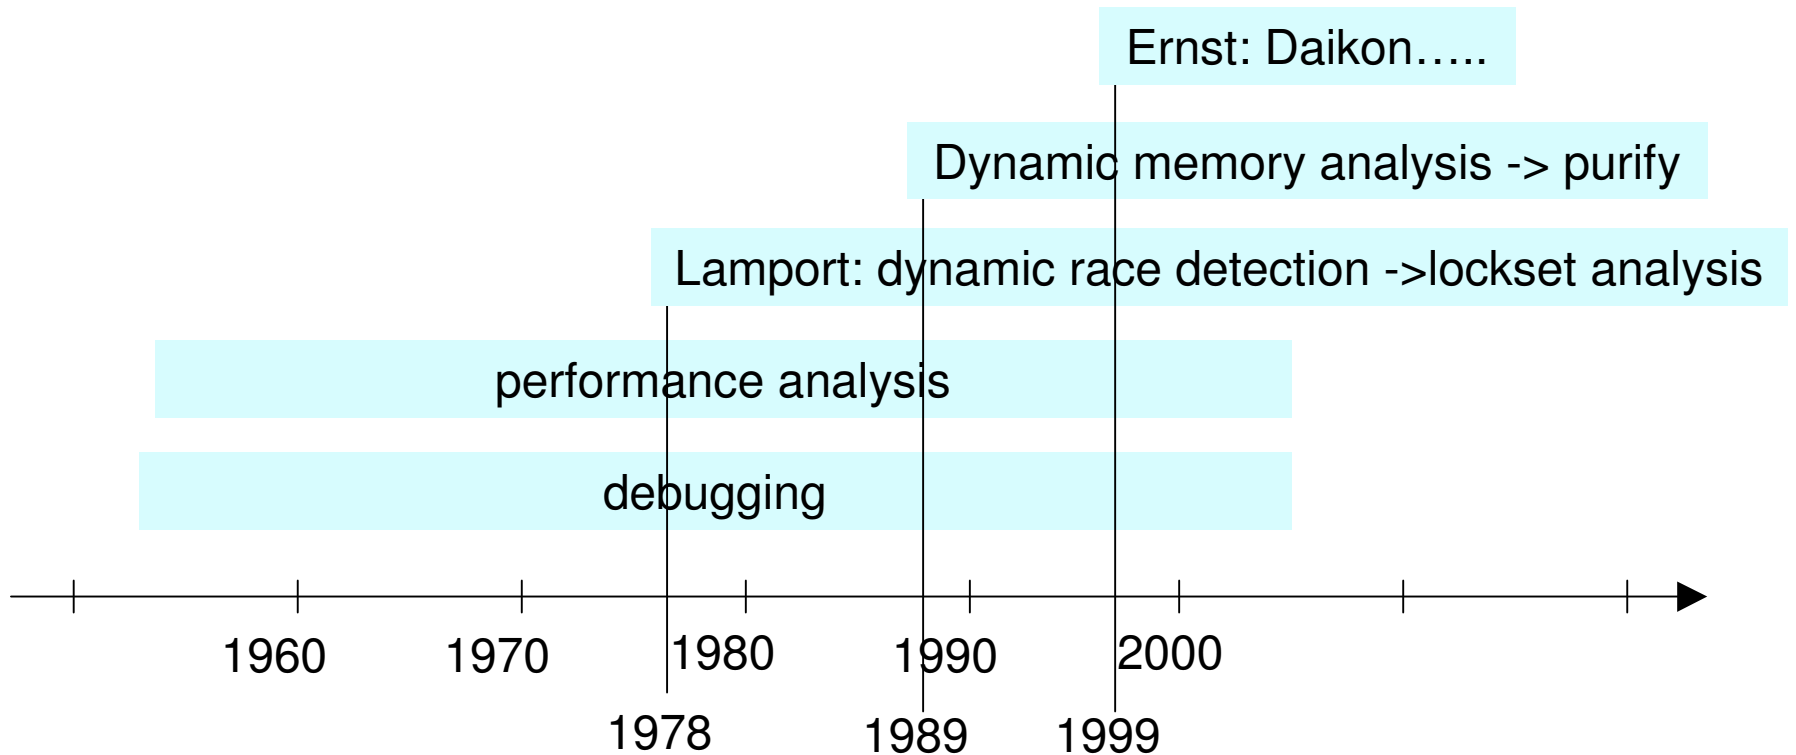 Ernst: Daikon…..
Dynamic memory analysis -> purify
Lamport: dynamic race detection ->lockset analysis
performance analysis
debugging
1960 1970 1980 1990 2000
1978 1989 1999